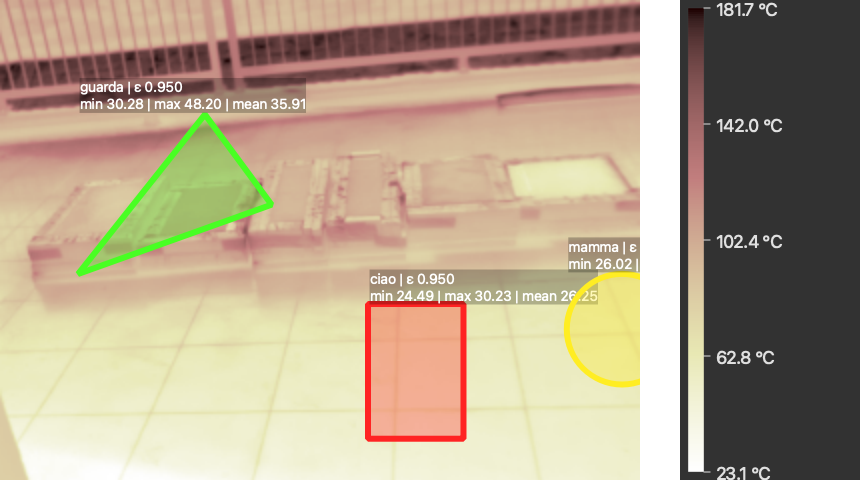 guarda | ε 0.950
min 30.28 | max 48.20 | mean 35.91
ciao | ε 0.950
min 24.49 | max 30.23 | mean 26.25
mamma | ε
min 26.02 |
181.7 °C
142.0 °C
102.4 °C
62.8 °C
23.1 °C